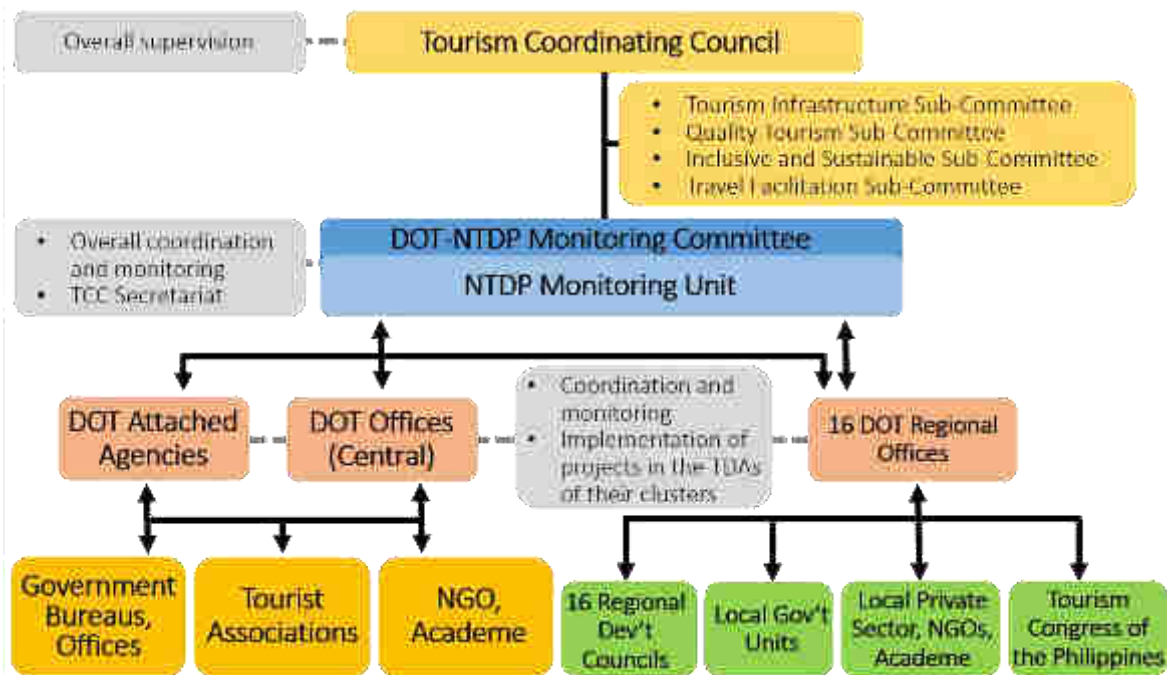 Overall supervision
Tourism Coordinating Council
• Tourism Infrastructure Sub-Committee
• Quality Tourism Sub-Committee
• Inclusive and Sustainable Sub-Committee
• Travel Facilitation Sub-Committee
• Overall coordination
and monitoring
• TCC Secretariat
DOT-NTDP Monitoring Committee
NTDP Monitoring Unit
DOT Attached
Agencies
DOT Offices
(Central)
• Coordination and
monitoring
• Implementation of
projects in the TDAs
of their clusters
16 DOT Regional
Offices
Government
Bureaus,
Offices
Tourist
Associations
NGO,
Academe
16 Regional
Dev't
Councils
Local Gov't
Units
Local Private
Sector, NGOs,
Academe
Tourism
Congress of
the Philippines